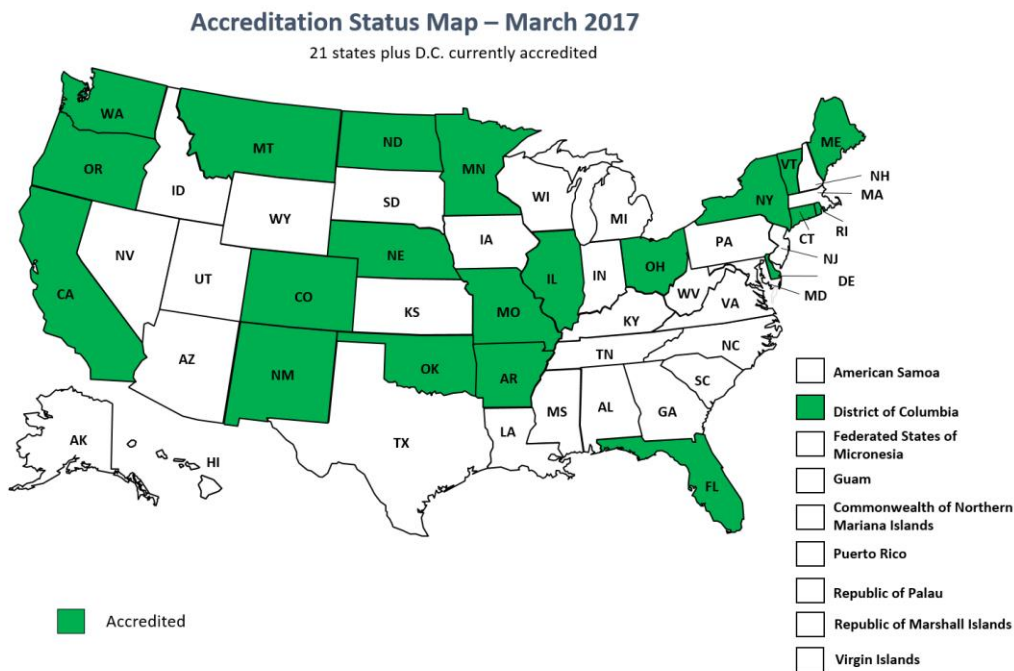 Accreditation Status Map – March 2017
21 states plus D.C. currently accredited
WA
MT
ND
MN
ME
VT
OR
ID
SD
WI
MI
NY
NH
MA
WY
IA
PA
CT
RI
NV
NE
NJ
UT
IL
IN
OH
DE
CA
CO
WV
MD
KS
MO
VA
KY
AZ
NM
OK
AR
TN
NC
SC
MS
AL
GA
LA
TX
AK
HI
FL
American Samoa
District of Columbia
Federated States of
Micronesia
Guam
Commonwealth of Northern
Mariana Islands
Puerto Rico
Republic of Palau
Republic of Marshall Islands
Virgin Islands
Accredited